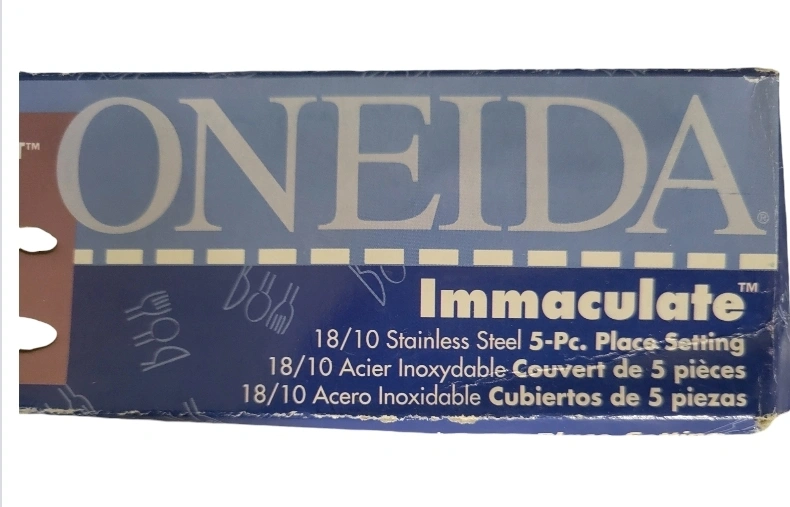 ONEIDA®
Immaculate™
18/10 Stainless Steel 5-Pc. Place Setting
18/10 Acier Inoxydable Couvert de 5 pièces
18/10 Acero Inoxidable Cubiertos de 5 piezas